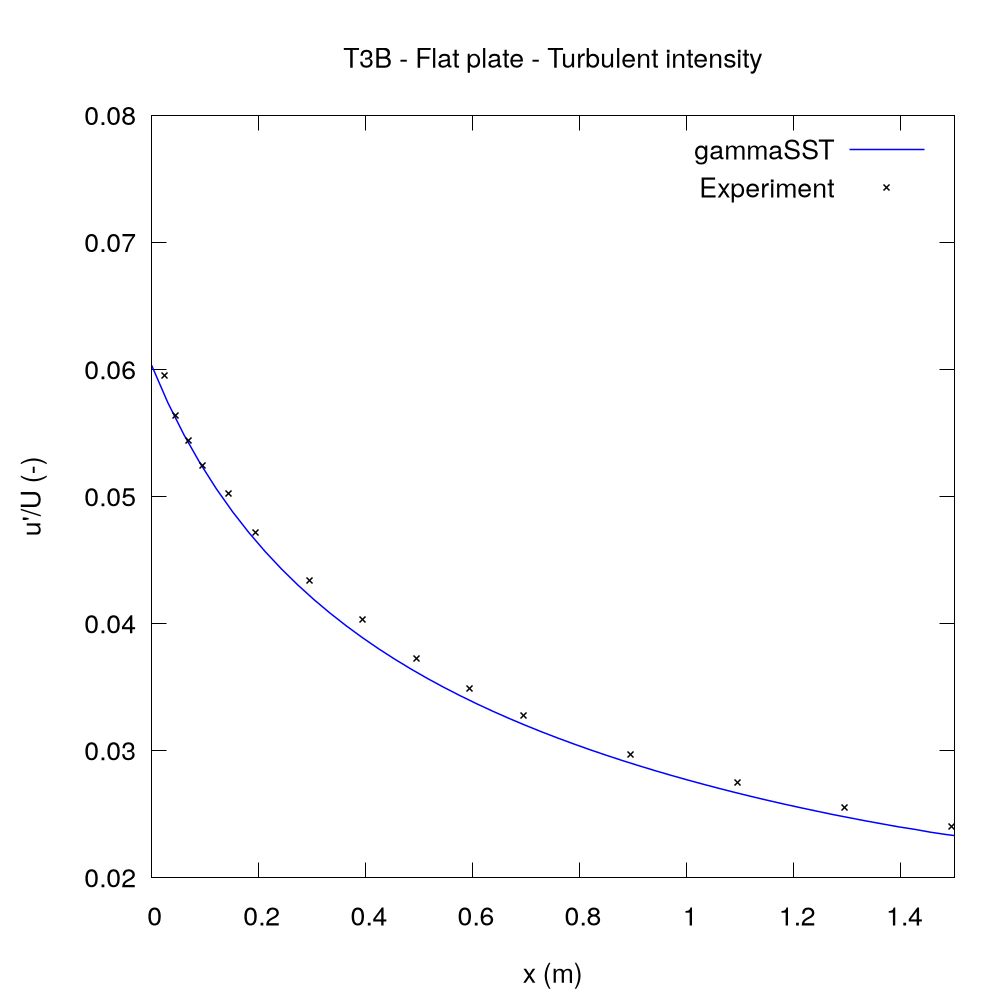 T3B - Flat plate - Turbulent intensity
0.08
gammaSST
Experiment
0.07
0.06
0.05
u'/U (-)
0.04
0.03
0.02
0 0.2 0.4 0.6 0.8 1 1.2 1.4
x (m)